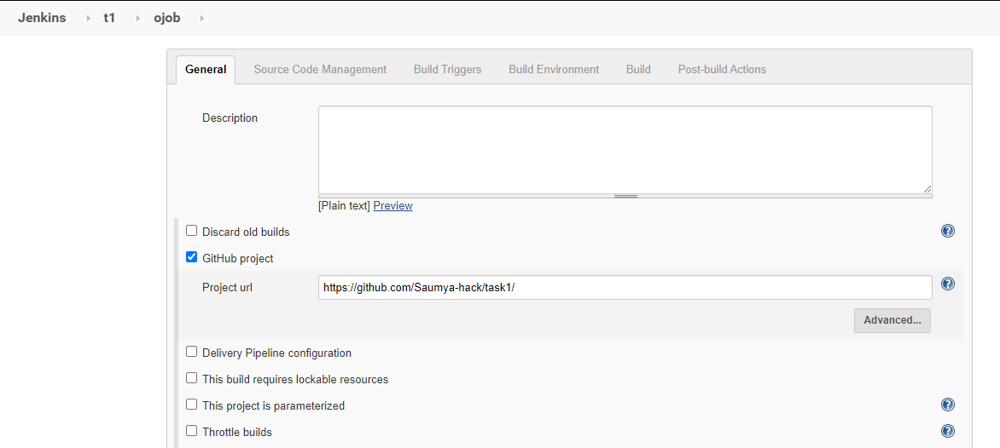 Jenkins t1 ojob
General Source Code Management Build Triggers Build Environment Build Post-build Actions
Description
[Plain text] Preview
Discard old builds ?
GitHub project
Project url https://github.com/Saumya-hack/task1/ ?
Advanced...
Delivery Pipeline configuration
This build requires lockable resources
This project is parameterized ?
Throttle builds ?